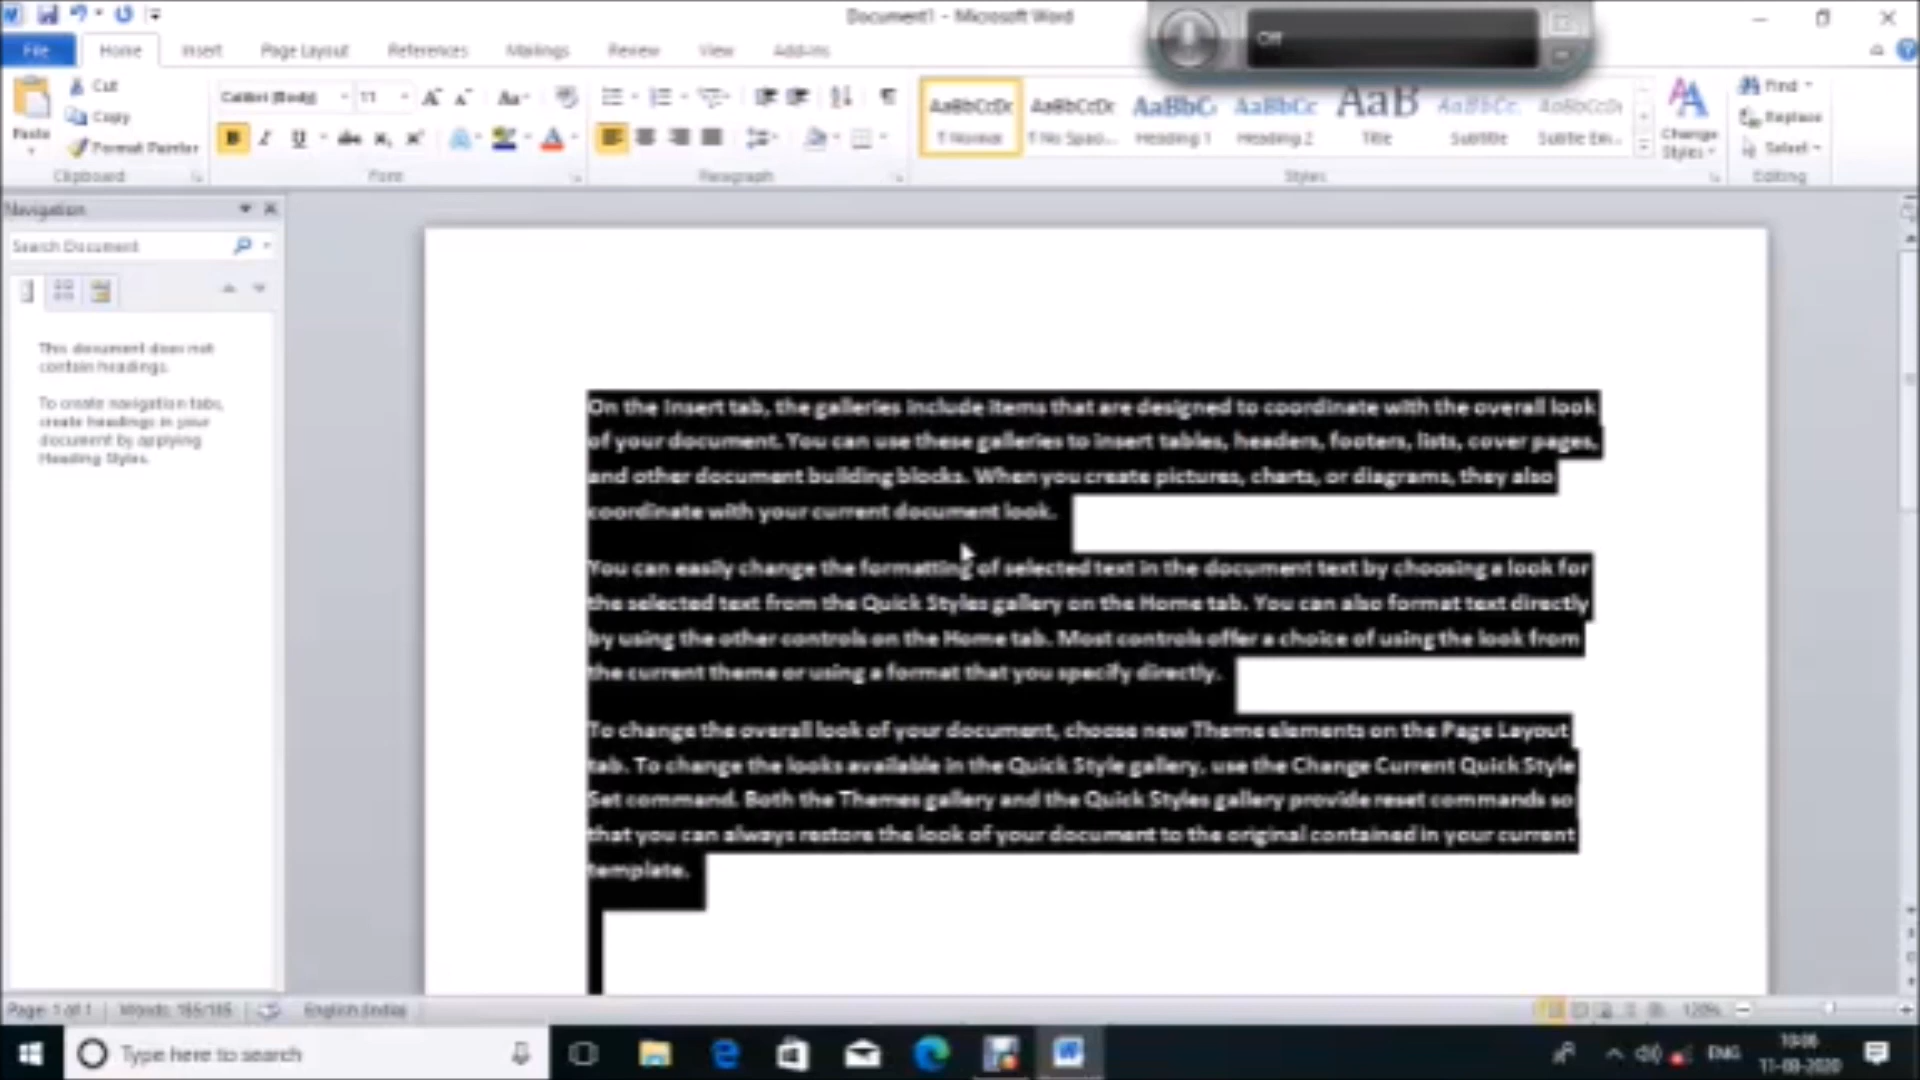 Document1 - Microsoft Word
Off
File Home Insert Page Layout References Mailings Review View Add-Ins
Cut
Copy
Format Painter
Paste
Clipboard
Calibri (Body) 11
Font
Paragraph
AaBbCcDc AaBbCcDc AaBbC AaBbCc AaB AaBbCc. AaBbCcDc
¶ Normal ¶ No Spaci... Heading 1 Heading 2 Title Subtitle Subtle Em...
Change
Styles
Styles
Find
Replace
Select
Editing
Navigation
Search Document
This document does not
contain headings.
To create navigation tabs,
create headings in your
document by applying
Heading Styles.
On the Insert tab, the galleries include items that are designed to coordinate with the overall look
of your document. You can use these galleries to insert tables, headers, footers, lists, cover pages,
and other document building blocks. When you create pictures, charts, or diagrams, they also
coordinate with your current document look.
You can easily change the formatting of selected text in the document text by choosing a look for
the selected text from the Quick Styles gallery on the Home tab. You can also format text directly
by using the other controls on the Home tab. Most controls offer a choice of using the look from
the current theme or using a format that you specify directly.
To change the overall look of your document, choose new Theme elements on the Page Layout
tab. To change the looks available in the Quick Style gallery, use the Change Current Quick Style
Set command. Both the Themes gallery and the Quick Styles gallery provide reset commands so
that you can always restore the look of your document to the original contained in your current
template.
Page: 1 of 1 Words: English (India) 120%
Type here to search
ENG
11-08-2020